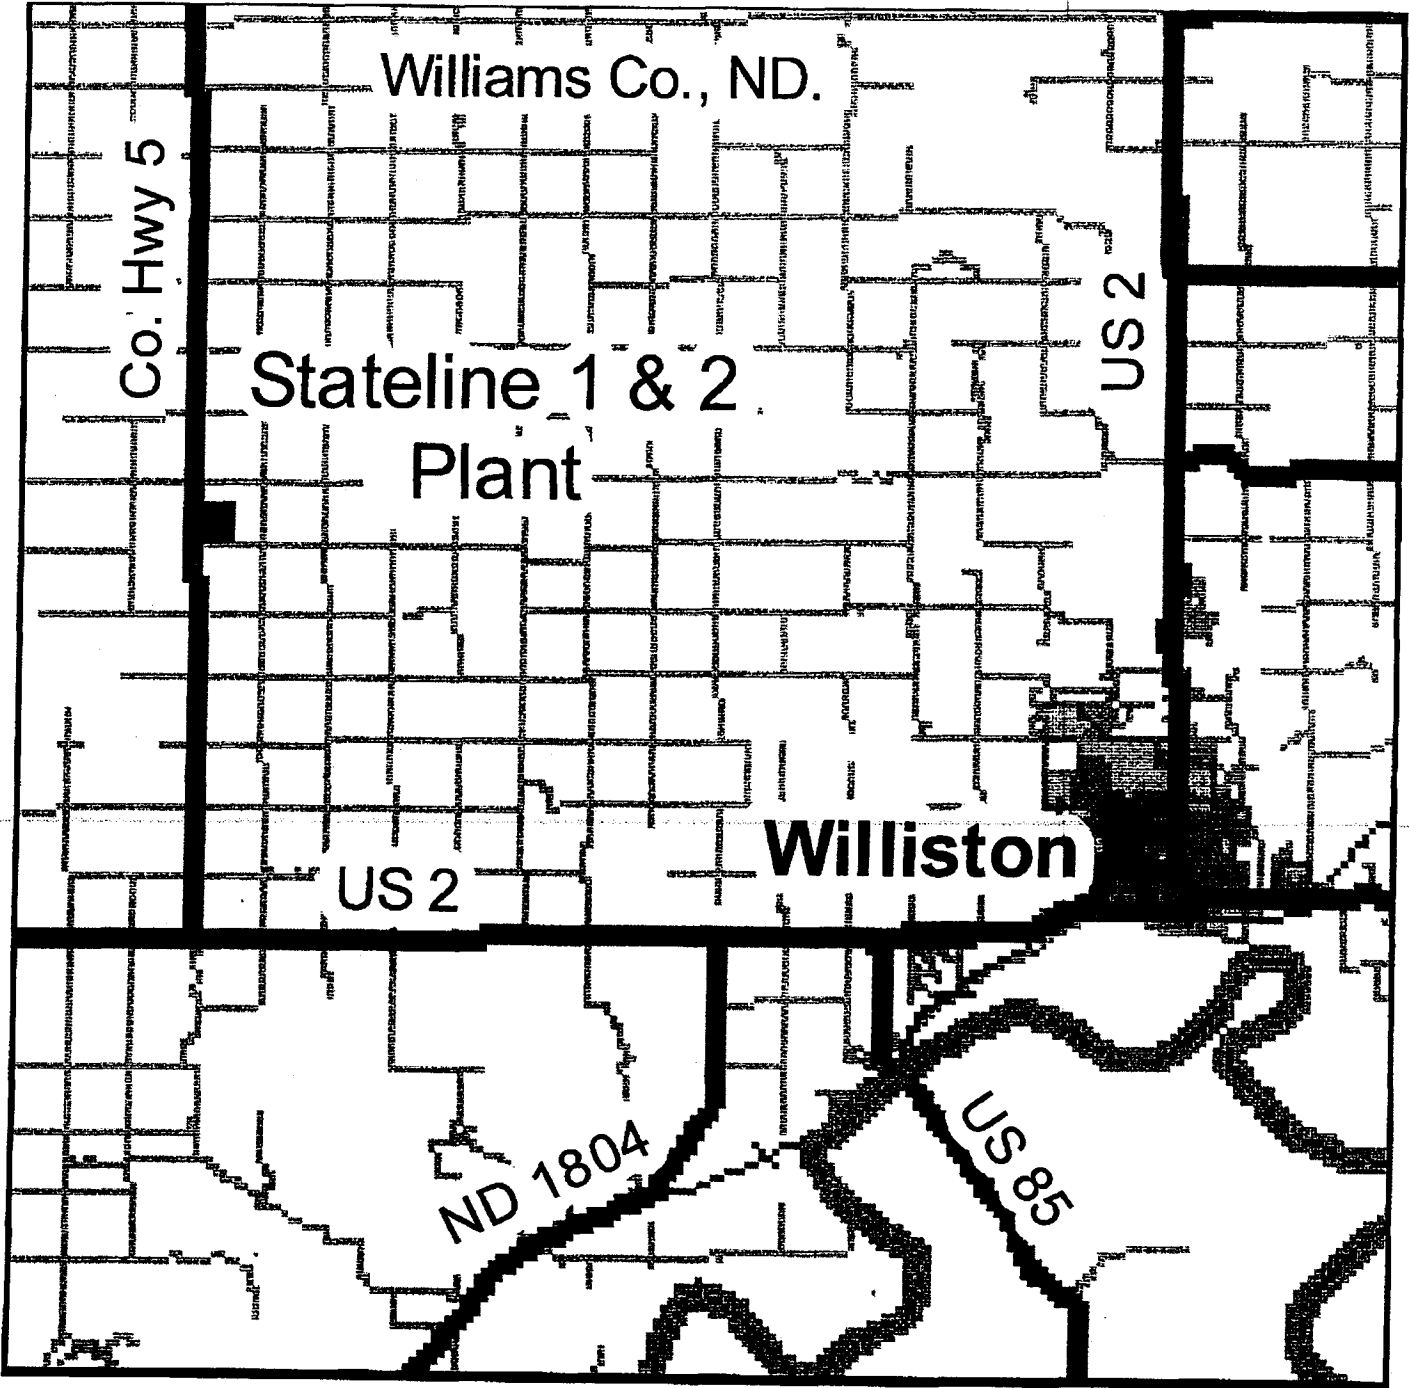 Williams Co., ND.
Co. Hwy 5
US 2
Stateline 1 & 2
Plant
Williston
US 2
ND 1804
US 85